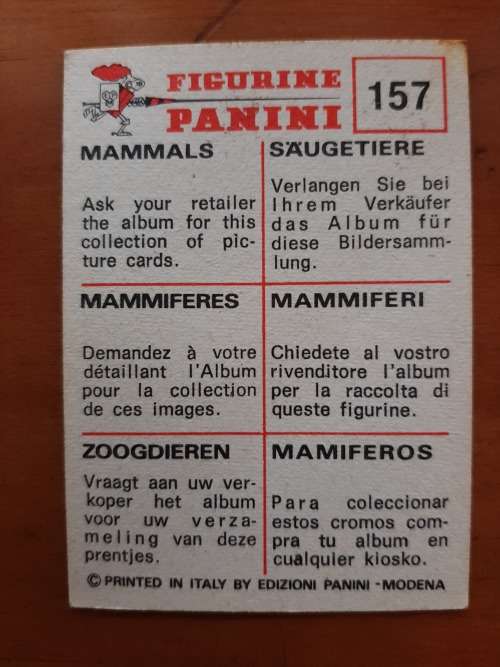 FIGURINE
PANINI
157
MAMMALS
Ask your retailer
the album for this
collection of pic-
ture cards.
SÄUGETIERE
Verlangen Sie bei
Ihrem Verkäufer
das Album für
diese Bildersamm-
lung.
MAMMIFERES
Demandez à votre
détaillant l'Album
pour la collection
de ces images.
MAMMIFERI
Chiedete al vostro
rivenditore l'album
per la raccolta di
queste figurine.
ZOOGDIEREN
Vraagt aan uw ver-
koper het album
voor uw verza-
meling van deze
prentjes.
MAMIFEROS
Para coleccionar
estos cromos com-
pra tu album en
cualquier kiosko.
© PRINTED IN ITALY BY EDIZIONI PANINI - MODENA